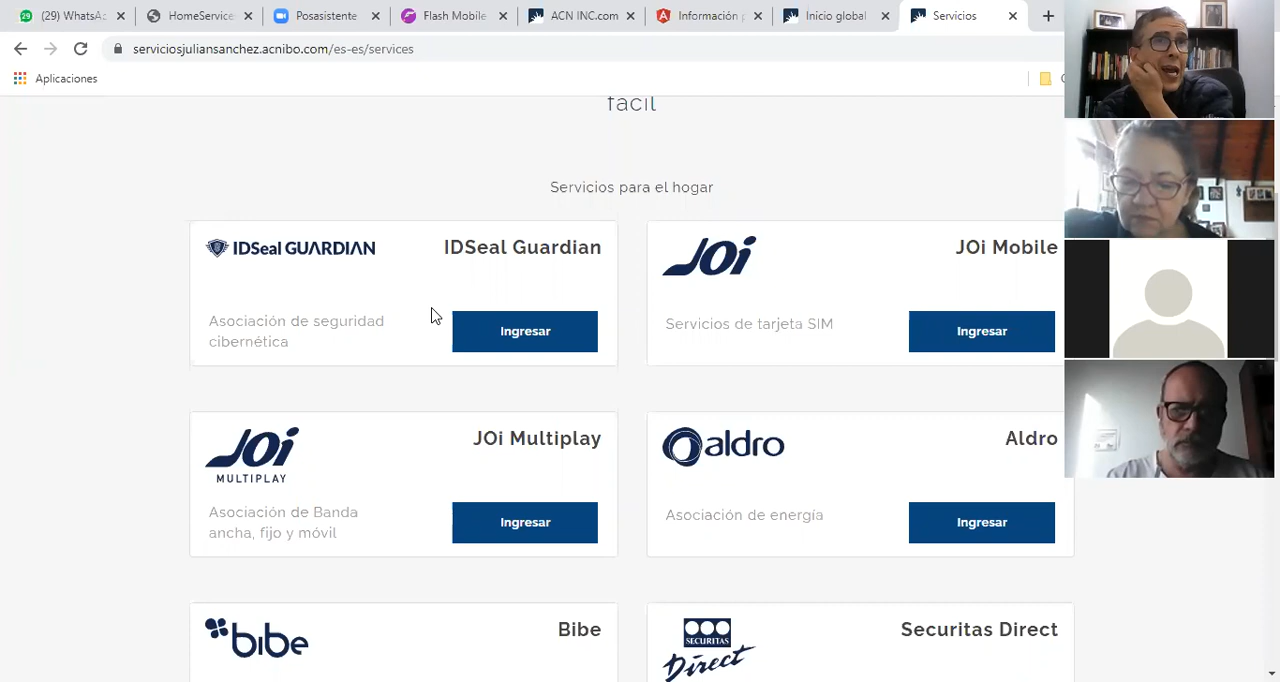 (29) WhatsA
HomeService
Posasistente
Flash Mobile
ACN INC.com
Información p
Inicio global
Servicios
serviciosjuliansanchez.acnibo.com/es-es/services
Aplicaciones
fácil
Servicios para el hogar
IDSeal GUARDIAN
IDSeal Guardian
Asociación de seguridad
cibernética
Ingresar
JOi
JOi Mobile
Servicios de tarjeta SIM
Ingresar
JOi
MULTIPLAY
JOi Multiplay
Asociación de Banda
ancha, fijo y móvil
Ingresar
aldro
Aldro
Asociación de energía
Ingresar
bibe
Bibe
SECURITAS
Direct
Securitas Direct